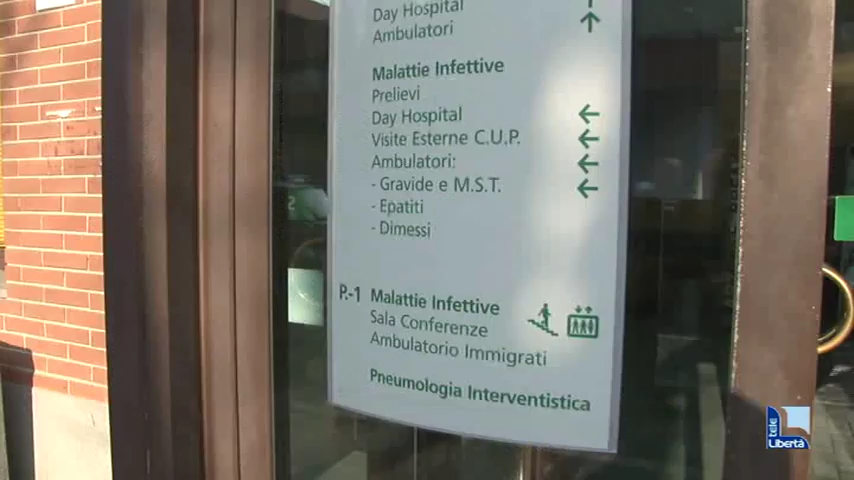 Day Hospital
Ambulatori
Malattie Infettive
Prelievi
Day Hospital
Visite Esterne C.U.P.
Ambulatori:
- Gravide e M.S.T.
- Epatiti
- Dimessi
P.-1 Malattie Infettive
Sala Conferenze
Ambulatorio Immigrati
Pneumologia Interventistica
tele
Libertà